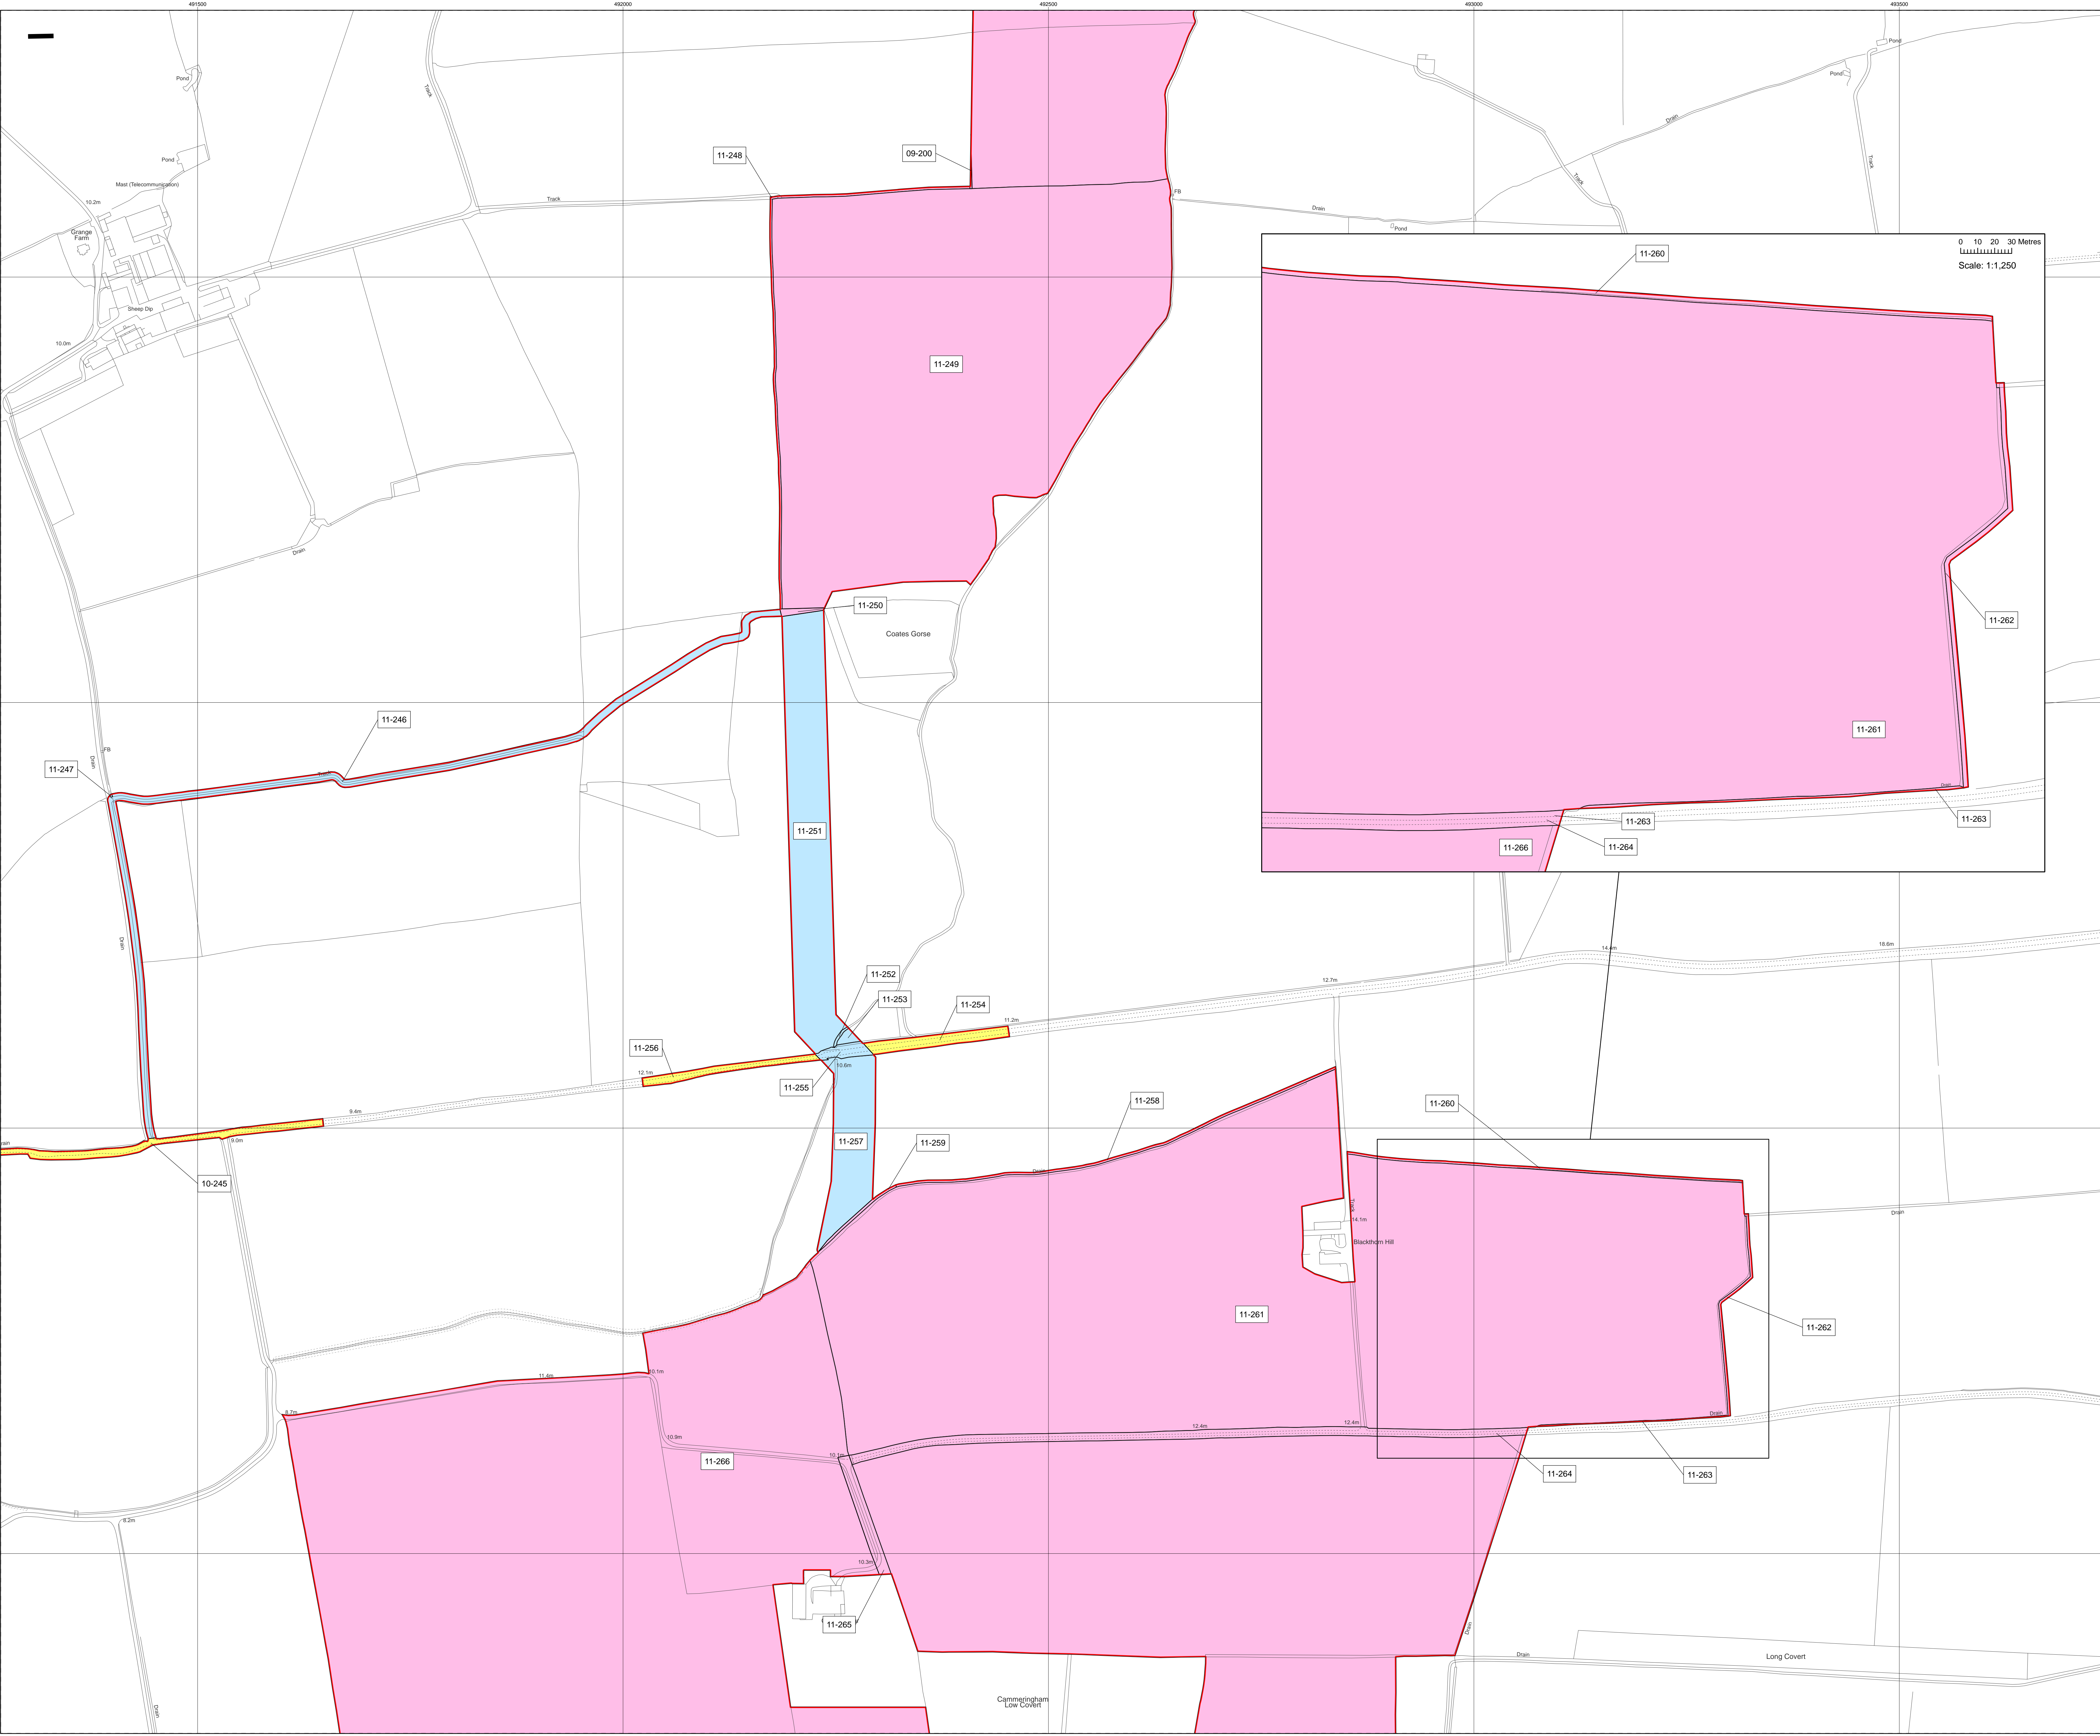 491500
492000
492500
493000
493500
Pond
Track
Pond
Mast (Telecommunication)
10.2m
Grange
Farm
Sheep Dip
10.0m
Track
11-248
09-200
FB
Drain
Pond
Track
Drain
Pond
Pond
Track
11-260
0 10 20 30 Metres
Scale: 1:1,250
11-249
11-262
11-261
Drain
11-263
11-263
11-264
11-266
Drain
11-250
Coates Gorse
11-246
FB
Drain
11-247
Track
Drain
11-251
11-252
11-253
11-254
11.2m
12.7m
14.4m
18.6m
11-256
12.1m
10.6m
11-255
9.4m
9.0m
10-245
11-258
11-257
11-259
Drain
11-260
Track
14.1m
Blackthorn Hill
Drain
11-261
11-262
10.1m
11.4m
8.7m
10.9m
11-266
10.1m
12.4m
12.4m
Drain
11-264
11-263
8.2m
10.3m
11-265
Drain
Drain
Long Covert
Drain
Cammeringham
Low Covert